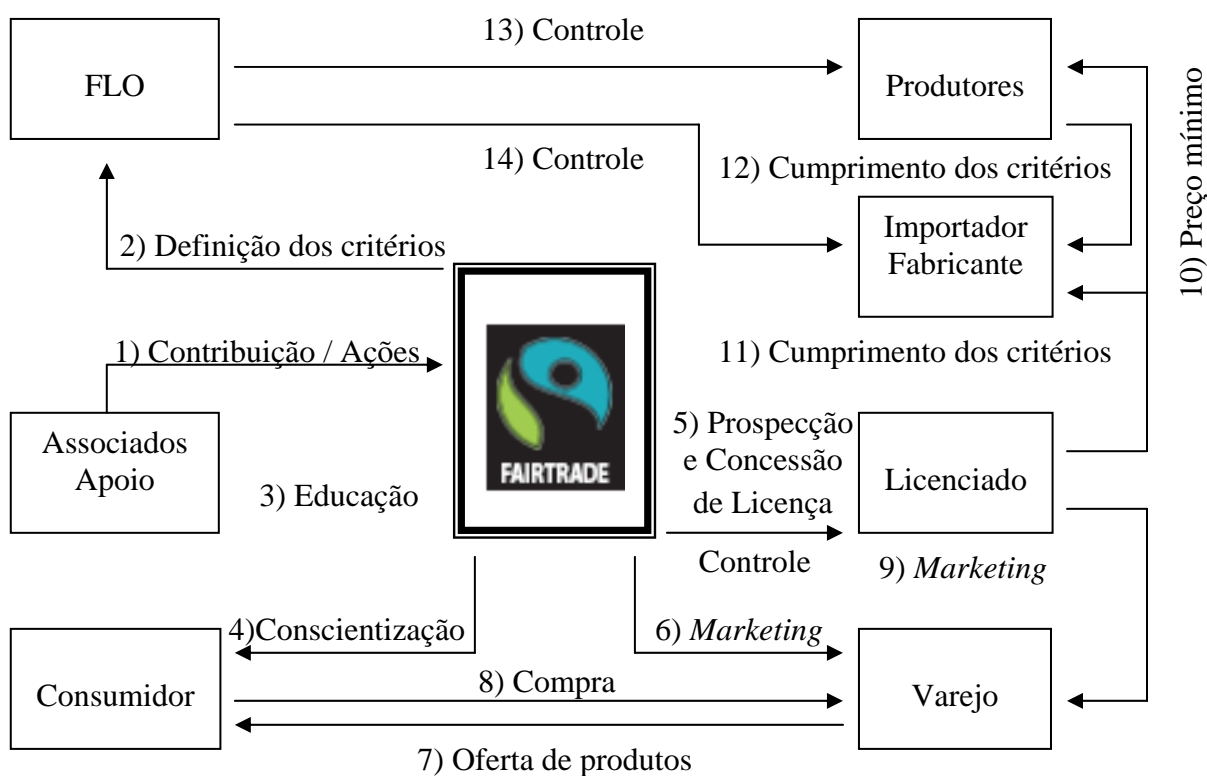 13) Controle
FLO
Produtores
10) Preço mínimo
14) Controle
12) Cumprimento dos critérios
Importador
Fabricante
2) Definição dos critérios
1) Contribuição / Ações
11) Cumprimento dos critérios
FAIRTRADE
Associados
Apoio
3) Educação
5) Prospecção
e Concessão
de Licença
Controle
Licenciado
9) Marketing
4)Conscientização
6) Marketing
Consumidor
8) Compra
Varejo
7) Oferta de produtos